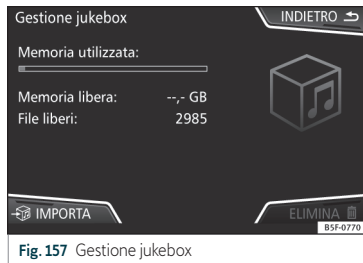 Gestione jukebox
INDIETRO
Memoria utilizzata:
Memoria libera: --,- GB
File liberi: 2985
IMPORTA
ELIMINA
B5F-0770
Fig. 157 Gestione jukebox